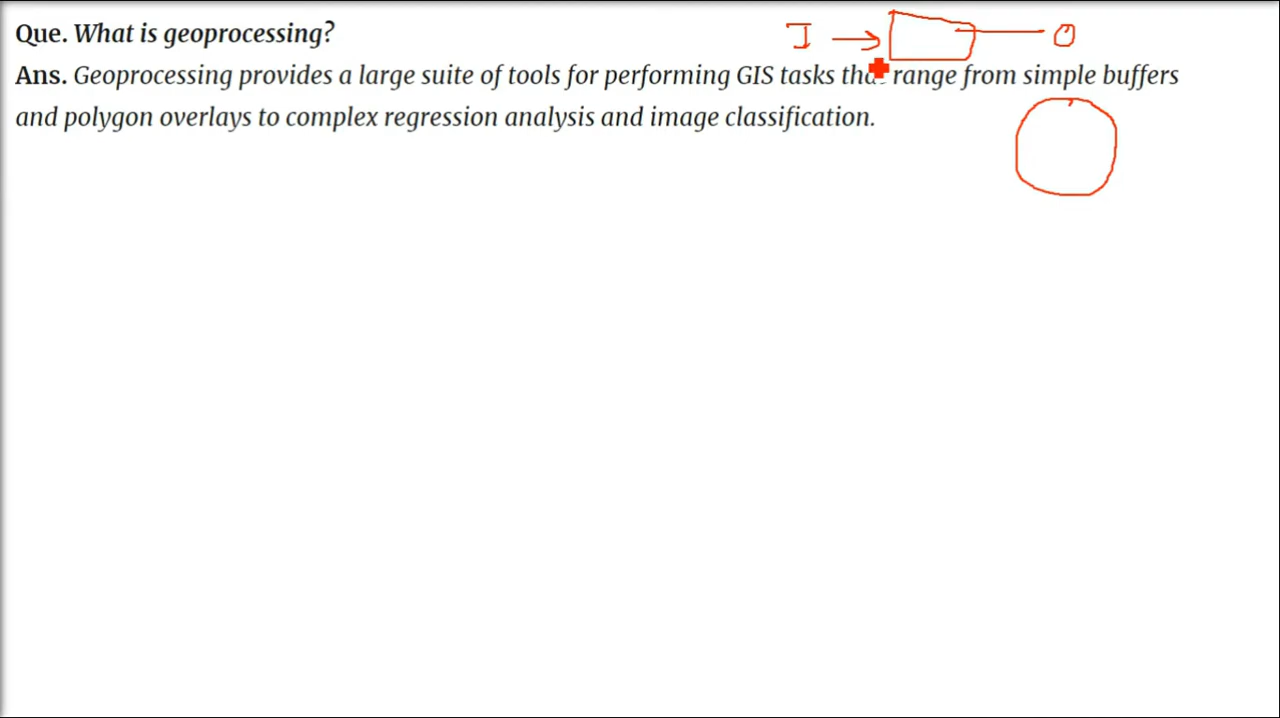 Que. What is geoprocessing?
I O
Ans. Geoprocessing provides a large suite of tools for performing GIS tasks that range from simple buffers
and polygon overlays to complex regression analysis and image classification.